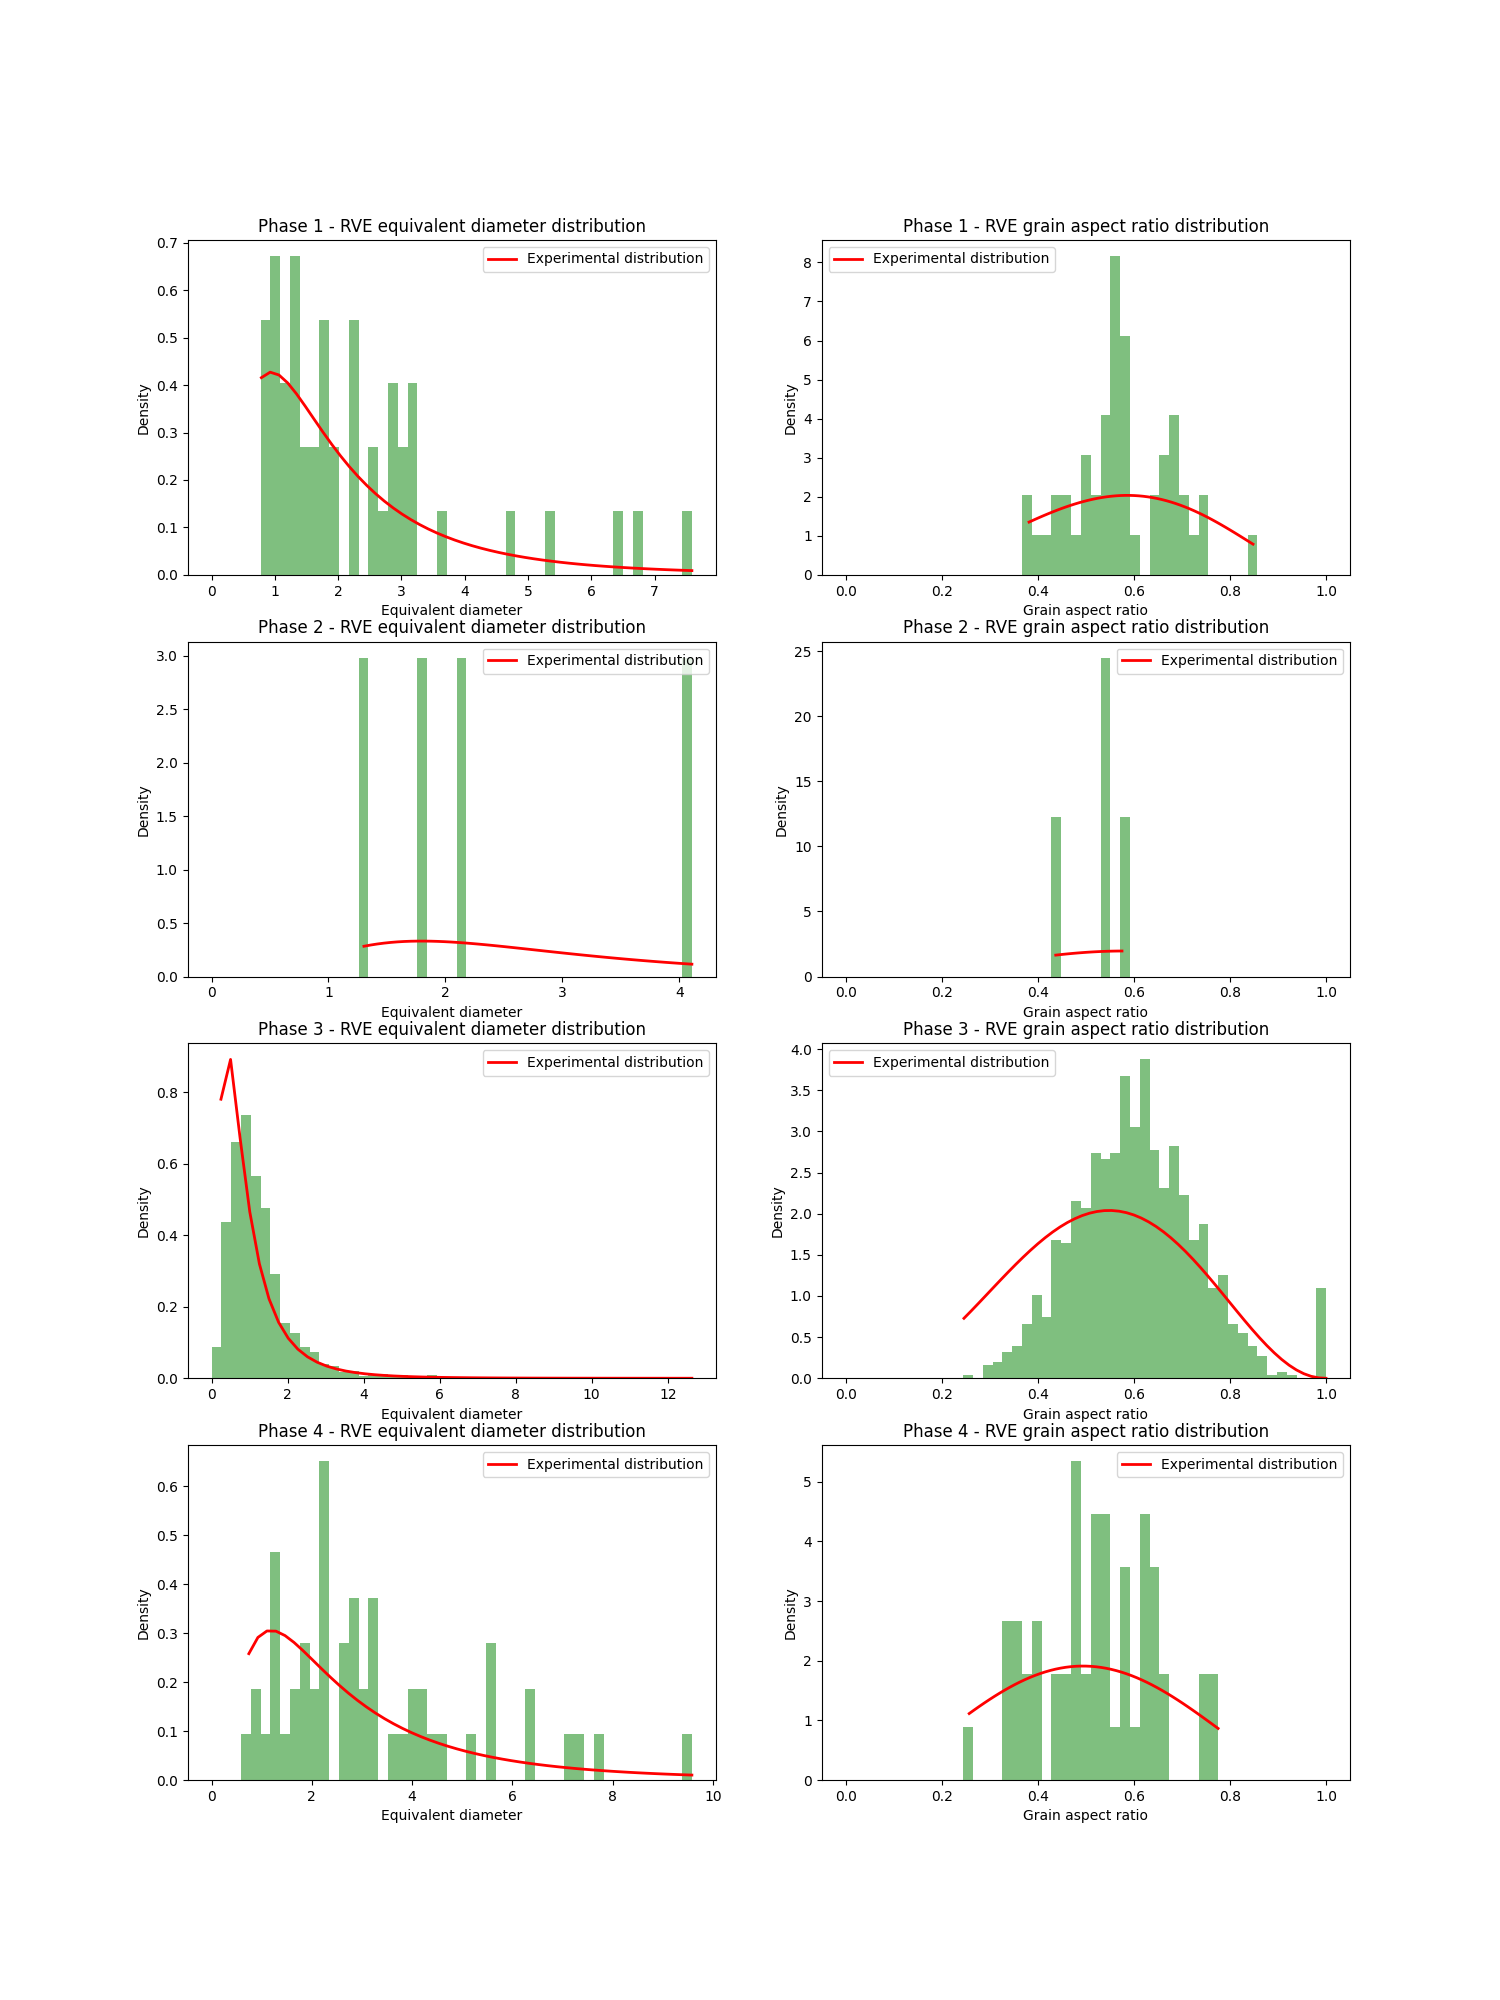 Phase 1 - RVE equivalent diameter distribution
Experimental distribution
Density
0.7
0.6
0.5
0.4
0.3
0.2
0.1
0.0
0 1 2 3 4 5 6 7
Equivalent diameter
Phase 1 - RVE grain aspect ratio distribution
Experimental distribution
Density
8
7
6
5
4
3
2
1
0
0.0 0.2 0.4 0.6 0.8 1.0
Grain aspect ratio
Phase 2 - RVE equivalent diameter distribution
Experimental distribution
Density
3.0
2.5
2.0
1.5
1.0
0.5
0.0
0 1 2 3 4
Equivalent diameter
Phase 2 - RVE grain aspect ratio distribution
Experimental distribution
Density
25
20
15
10
5
0
0.0 0.2 0.4 0.6 0.8 1.0
Grain aspect ratio
Phase 3 - RVE equivalent diameter distribution
Experimental distribution
Density
0.8
0.6
0.4
0.2
0.0
0 2 4 6 8 10 12
Equivalent diameter
Phase 3 - RVE grain aspect ratio distribution
Experimental distribution
Density
4.0
3.5
3.0
2.5
2.0
1.5
1.0
0.5
0.0
0.0 0.2 0.4 0.6 0.8 1.0
Grain aspect ratio
Phase 4 - RVE equivalent diameter distribution
Experimental distribution
Density
0.6
0.5
0.4
0.3
0.2
0.1
0.0
0 2 4 6 8 10
Equivalent diameter
Phase 4 - RVE grain aspect ratio distribution
Experimental distribution
Density
5
4
3
2
1
0
0.0 0.2 0.4 0.6 0.8 1.0
Grain aspect ratio